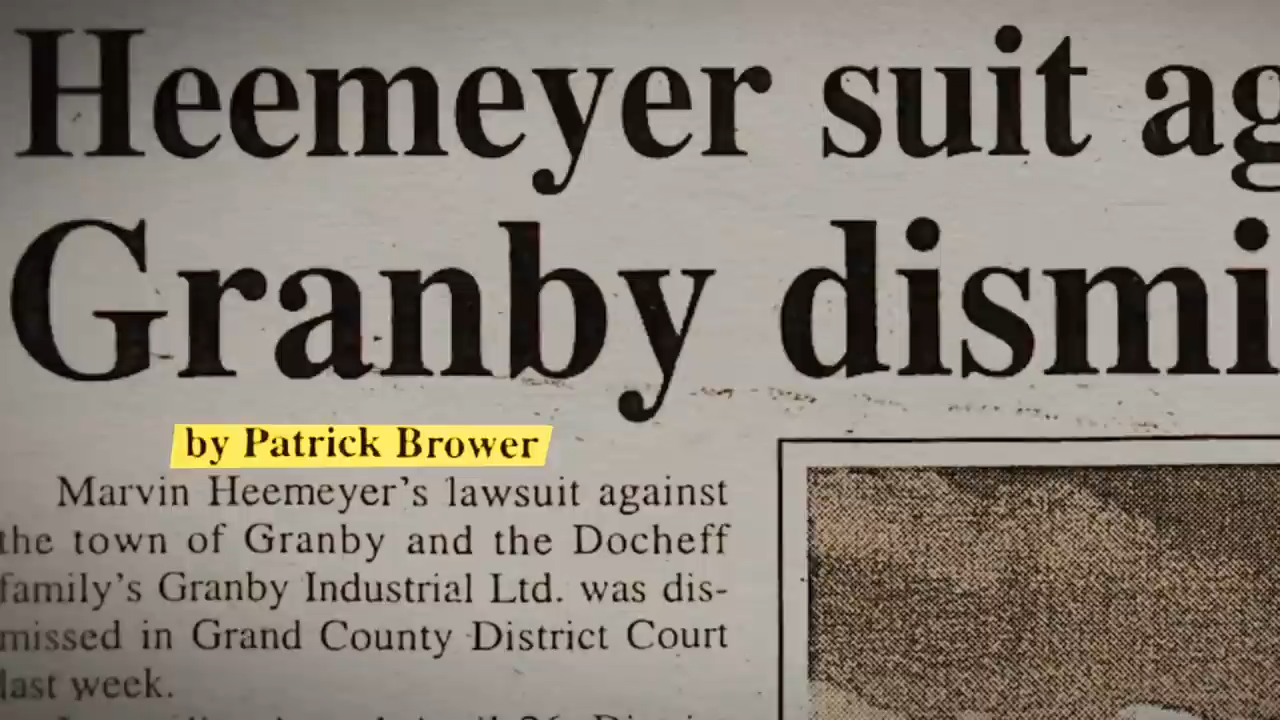 Heemeyer suit ag
Granby dismi
by Patrick Brower
Marvin Heemeyer's lawsuit against
the town of Granby and the Docheff
family's Granby Industrial Ltd. was dis-
missed in Grand County District Court
last week.